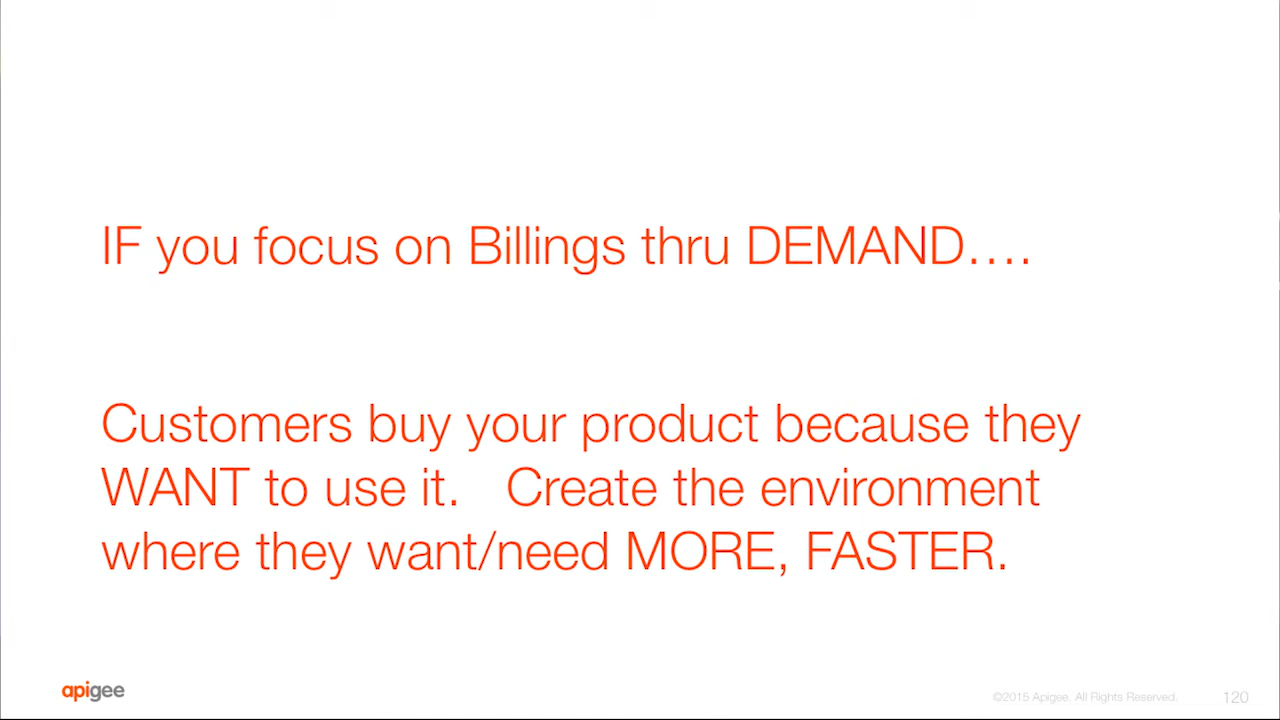 IF you focus on Billings thru DEMAND….
Customers buy your product because they
WANT to use it.   Create the environment
where they want/need MORE, FASTER.
apigee
©2015 Apigee. All Rights Reserved.
120